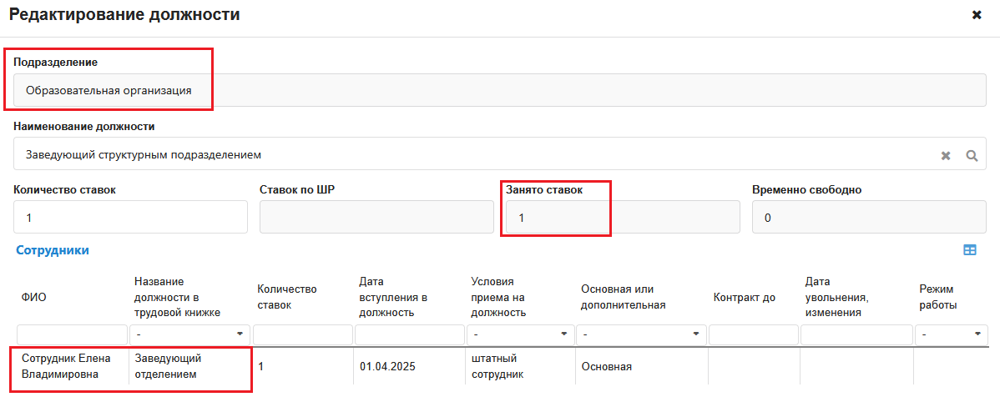 Редактирование должности
Подразделение
Образовательная организация
Наименование должности
Заведующий структурным подразделением
Количество ставок
Ставок по ШР
Занято ставок
Временно свободно
1
1
0
Сотрудники
ФИО
Название
должности в
трудовой книжке
Количество
ставок
Дата
вступления в
должность
Условия
приема на
должность
Основная или
дополнительная
Контракт до
Дата
увольнения,
изменения
Режим
работы
-
-
-
-
Сотрудник Елена
Владимировна
Заведующий
отделением
1
01.04.2025
штатный
сотрудник
Основная